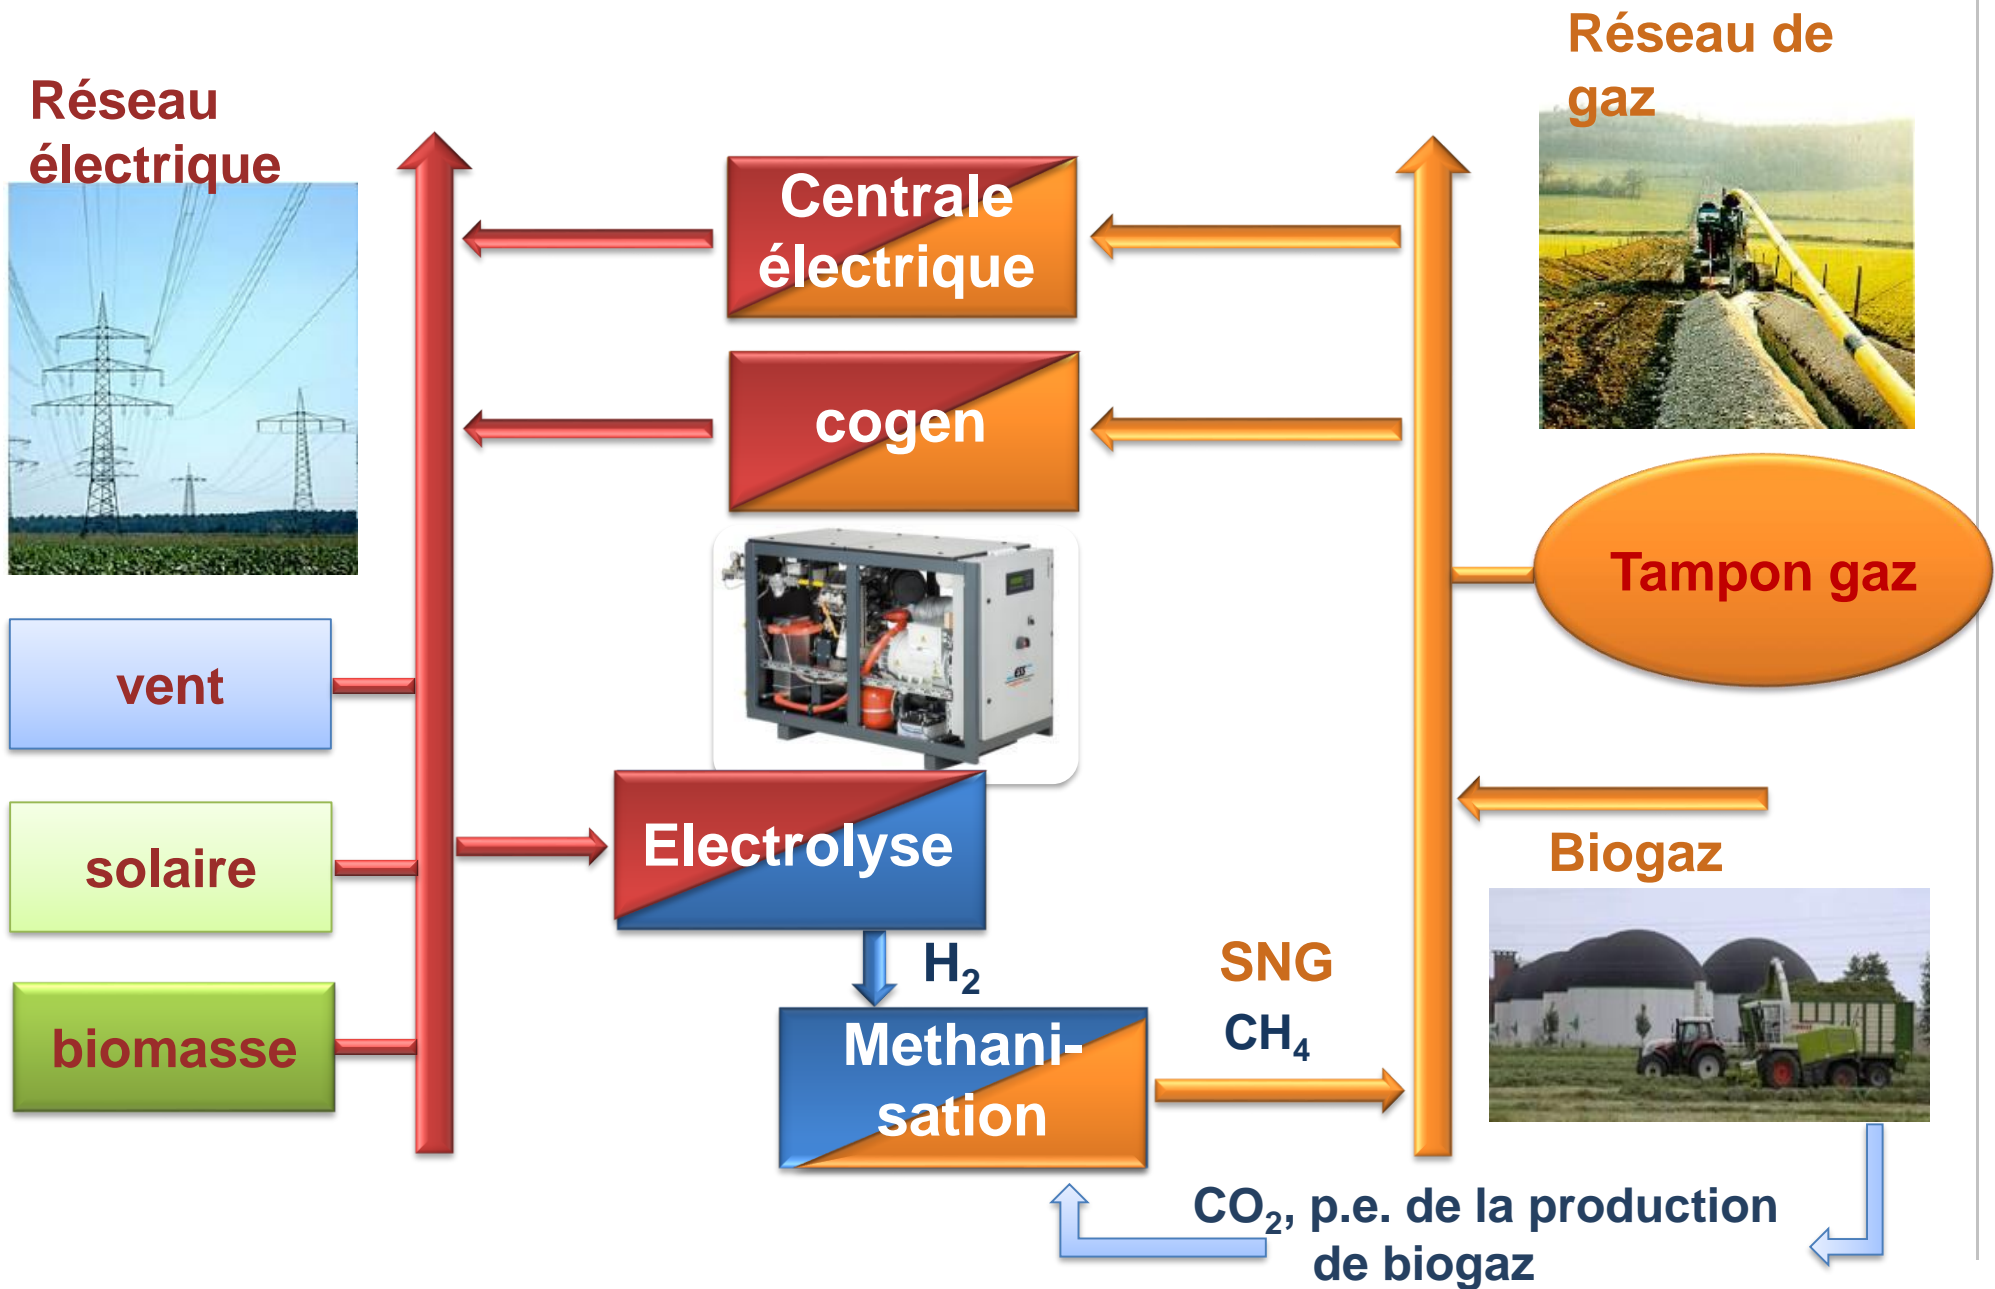 Réseau
électrique
Réseau de
gaz
Centrale
électrique
cogen
Tampon gaz
vent
solaire
biomasse
Electrolyse
H₂
Methani-
sation
SNG
CH₄
Biogaz
CO₂, p.e. de la production
de biogaz